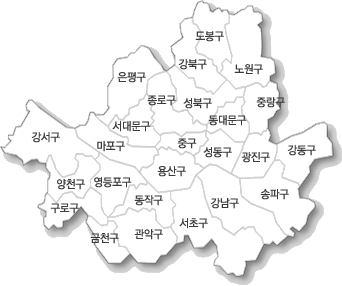 도봉구
강북구
노원구
은평구
종로구
성북구
중랑구
서대문구
동대문구
강서구
마포구
중구
성동구
광진구
강동구
용산구
양천구
영등포구
구로구
동작구
강남구
송파구
금천구
관악구
서초구